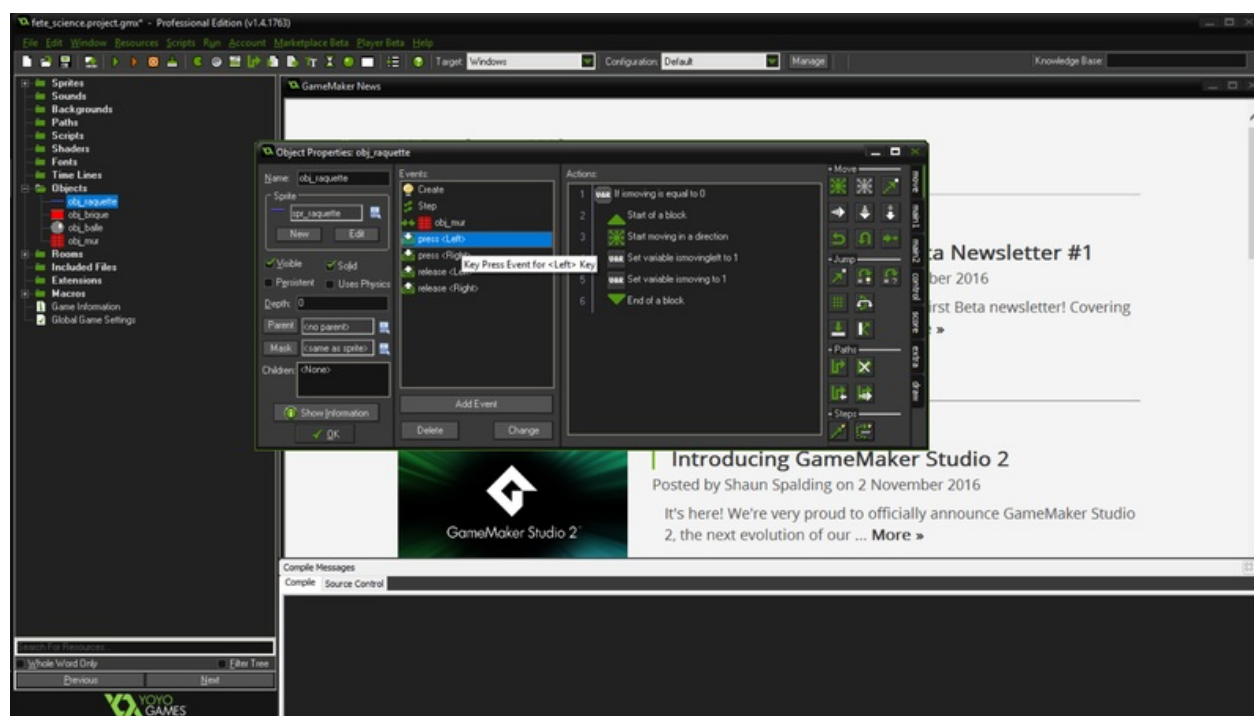 fete_science.project.gmx* - Professional Edition (v1.4.1763)
File Edit Window Resources Scripts Run Account Marketplace Beta Player Beta Help
Target: Windows Configuration: Default Manage Knowledge Base:
Sprites
Sounds
Backgrounds
Paths
Scripts
Shaders
Fonts
Time Lines
Objects
obj_raquette
obj_brique
obj_balle
obj_mur
Rooms
Included Files
Extensions
Macros
Game Information
Global Game Settings
Search For Resources...
Whole Word Only Filter Tree
Previous Next
YOYO
GAMES
GameMaker News
Object Properties: obj_raquette
Name: obj_raquette
Sprite
spr_raquette
New Edit
Visible Solid
Persistent Uses Physics
Depth: 0
Parent <no parent>
Mask <same as sprite>
Children: <None>
Show Information
OK
Events:
Create
Step
obj_mur
press <Left>
press <Right>
Key Press Event for <Left> Key
release <Left>
release <Right>
Add Event
Delete Change
Actions:
1 VAR If ismoving is equal to 0
2 Start of a block
3 Start moving in a direction
VAR Set variable ismovingleft to 1
5 VAR Set variable ismoving to 1
6 End of a block
Move
Jump
Paths
Steps
move
main1
main2
control
score
extra
draw
ta Newsletter #1
ber 2016
irst Beta newsletter! Covering
e »
GameMaker Studio 2
Introducing GameMaker Studio 2
Posted by Shaun Spalding on 2 November 2016
It's here! We're very proud to officially announce GameMaker Studio
2, the next evolution of our ... More »
Compile Messages
Compile Source Control